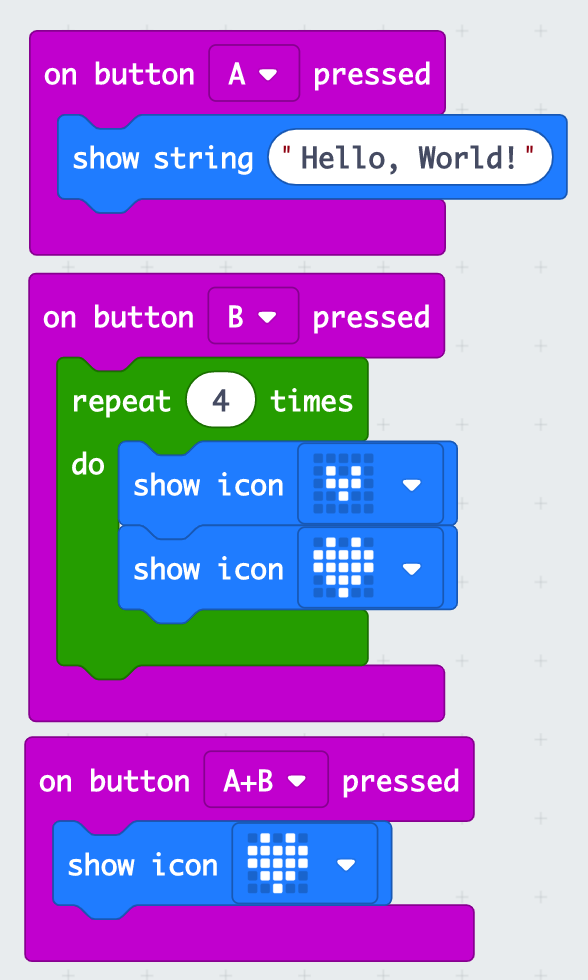 on button A pressed
show string "Hello, World!"
on button B pressed
repeat 4 times
do
show icon
show icon
on button A+B pressed
show icon